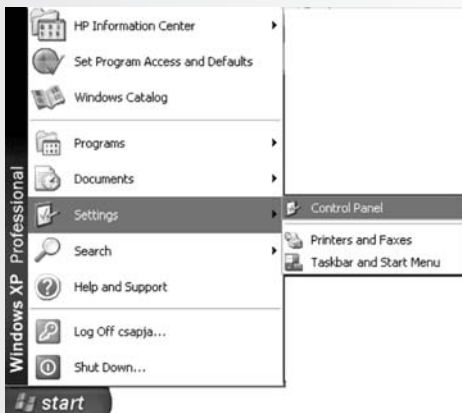 HP Information Center
Set Program Access and Defaults
Windows Catalog
Programs
Documents
Settings
Control Panel
Printers and Faxes
Taskbar and Start Menu
Search
Help and Support
Log Off csapja...
Shut Down...
Windows XP Professional
start